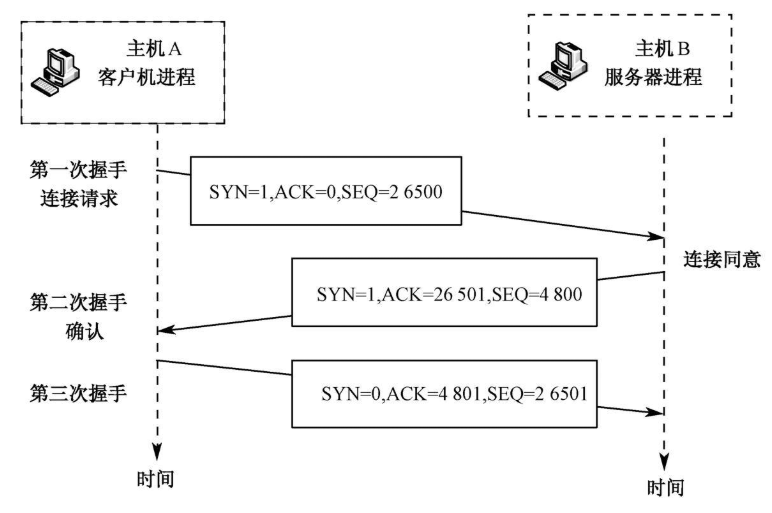 主机A
客户机进程
主机B
服务器进程
第一次握手
连接请求
SYN=1,ACK=0,SEQ=2 6500
连接同意
SYN=1,ACK=26 501,SEQ=4 800
第二次握手
确认
第三次握手
SYN=0,ACK=4 801,SEQ=2 6501
时间
时间